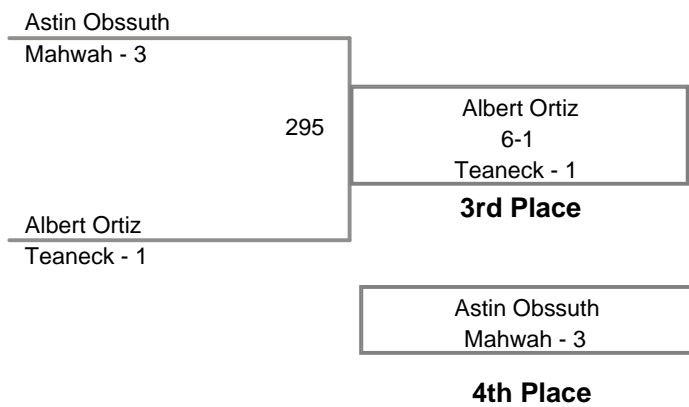 Astin Obssuth
Mahwah - 3
295
Albert Ortiz
6-1
Teaneck - 1
3rd Place
Albert Ortiz
Teaneck - 1
Astin Obssuth
Mahwah - 3
4th Place